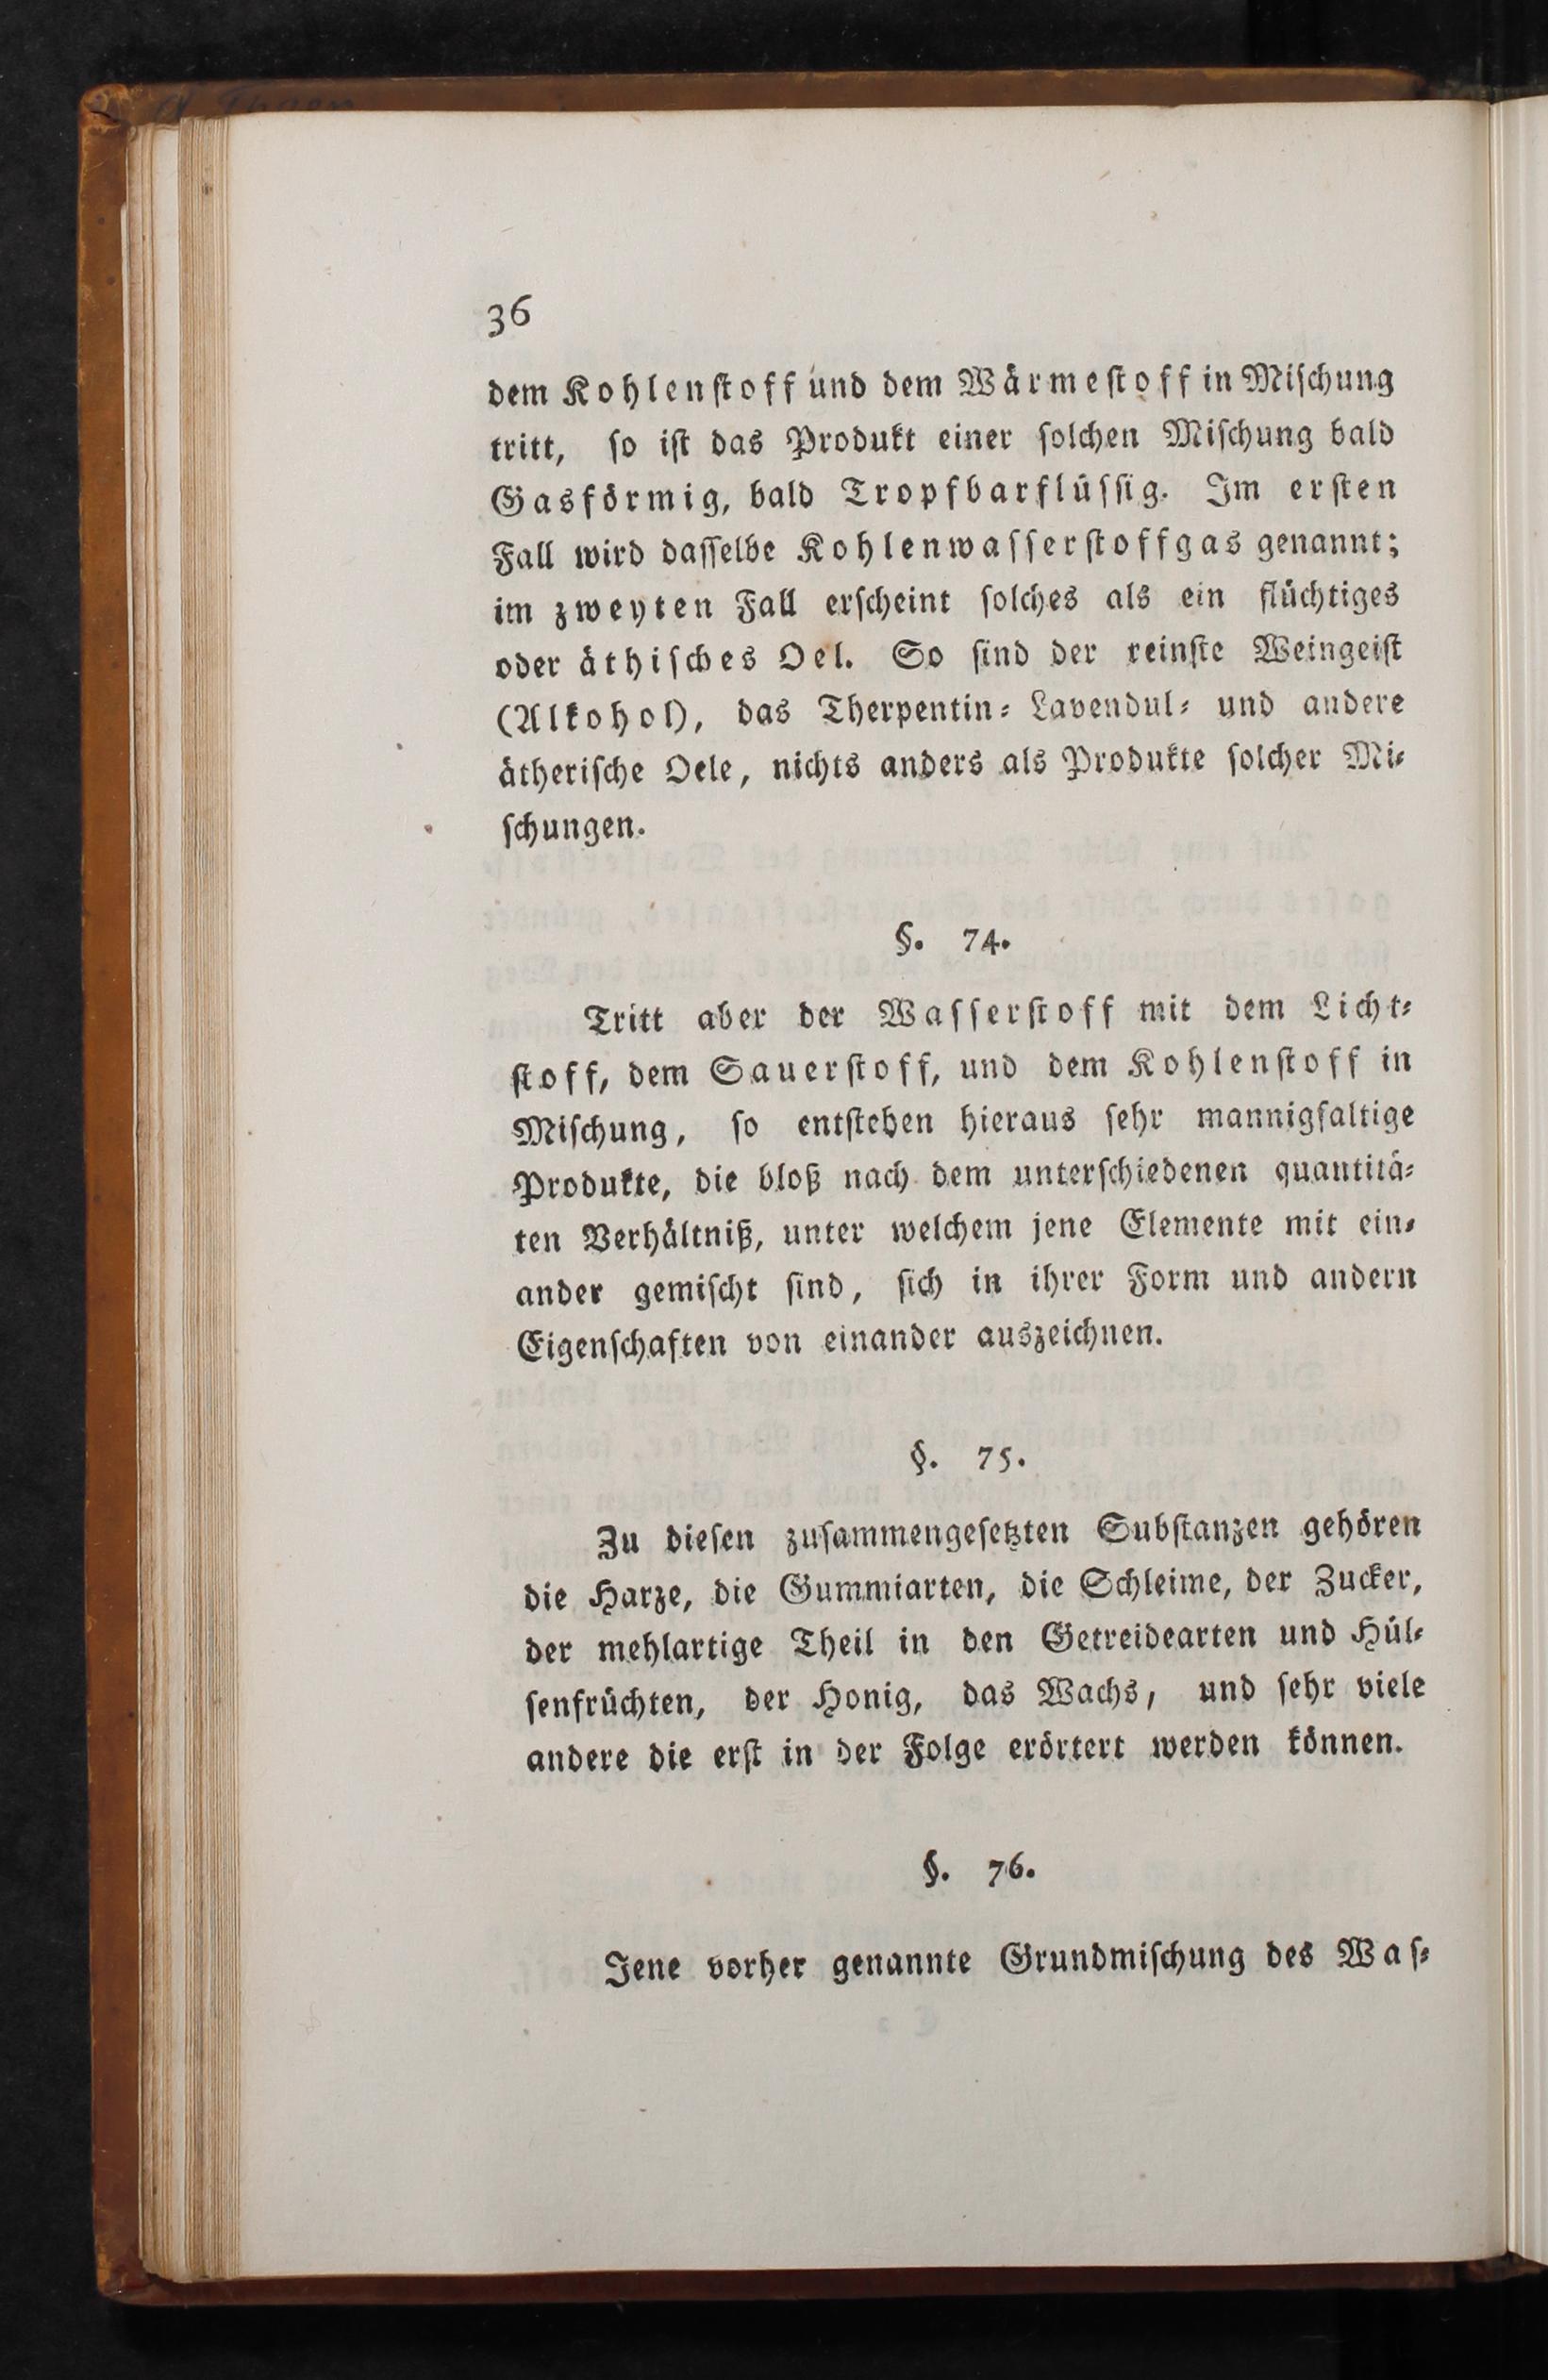 36
dem Kohlenſtoff und dem Wärmeſtoff in Miſchung
tritt, ſo iſt das Produkt einer ſolchen Miſchung bald
Gasförmig, bald Tropfbarflüſſig. Im erſten
Fall wird daſſelbe Kohlenwaſſerſtoffgas genannt;
im zweyten Fall erſcheint ſolches als ein flüchtiges
oder äthiſches Oel. So ſind der reinſte Weingeiſt
(Alkohol), das Therpentin⸗ Lavendul⸗ und andere
ätheriſche Oele, nichts anders als Produkte ſolcher Mi⸗
ſchungen.
§. 74.
Tritt aber der Waſſerſtoff mit dem Licht⸗
ſtoff, dem Sauerſtoff, und dem Kohlenſtoff in
Miſchung, ſo entſtehen hieraus ſehr mannigfaltige
Produkte, die bloß nach dem unterſchiedenen quantitä⸗
ten Verhältniß, unter welchem jene Elemente mit ein⸗
ander gemiſcht ſind, ſich in ihrer Form und andern
Eigenſchaften von einander auszeichnen.
§. 75.
Zu dieſen zuſammengeſetzten Subſtanzen gehören
die Harze, die Gummiarten, die Schleime, der Zucker,
der mehlartige Theil in den Getreidearten und Hül⸗
ſenfrüchten, der Honig, das Wachs, und ſehr viele
andere die erſt in der Folge erörtert werden können.
§. 76.
Jene vorher genannte Grundmiſchung des Waſ⸗